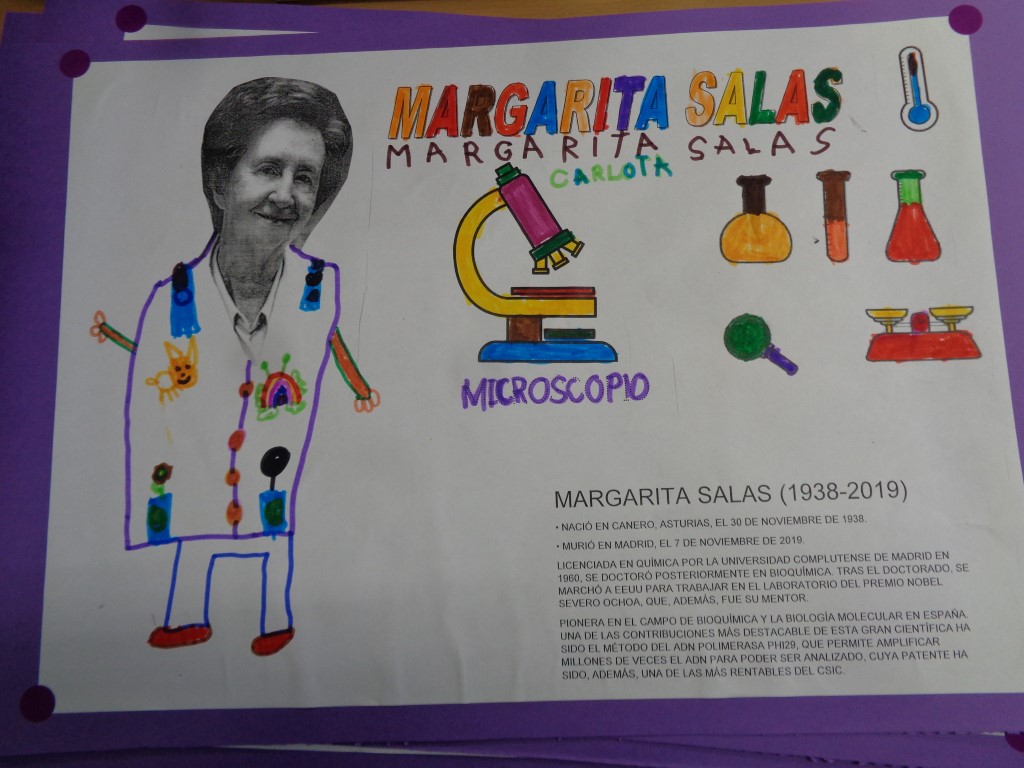 MARGARITA SALAS
MARGARITA SALAS
CARLOTA
MICROSCOPIO
MARGARITA SALAS (1938-2019)
• NACIÓ EN CANERO, ASTURIAS, EL 30 DE NOVIEMBRE DE 1938.
• MURIÓ EN MADRID, EL 7 DE NOVIEMBRE DE 2019.
LICENCIADA EN QUÍMICA POR LA UNIVERSIDAD COMPLUTENSE DE MADRID EN
1960, SE DOCTORÓ POSTERIORMENTE EN BIOQUÍMICA. TRAS EL DOCTORADO, SE
MARCHÓ A EEUU PARA TRABAJAR EN EL LABORATORIO DEL PREMIO NOBEL
SEVERO OCHOA, QUE, ADEMÁS, FUE SU MENTOR.
PIONERA EN EL CAMPO DE BIOQUÍMICA Y LA BIOLOGÍA MOLECULAR EN ESPAÑA.
UNA DE LAS CONTRIBUCIONES MÁS DESTACABLE DE ESTA GRAN CIENTÍFICA HA
SIDO EL MÉTODO DEL ADN POLIMERASA PHI29, QUE PERMITE AMPLIFICAR
MILLONES DE VECES EL ADN PARA PODER SER ANALIZADO, CUYA PATENTE HA
SIDO, ADEMÁS, UNA DE LAS MÁS RENTABLES DEL CSIC.